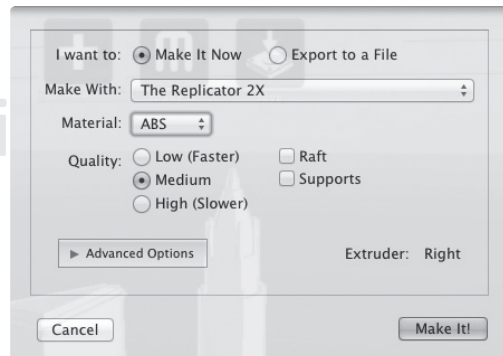 I want to: Make It Now Export to a File
Make With: The Replicator 2X
Material: ABS
Quality: Low (Faster) Raft
Medium Supports
High (Slower)
Advanced Options Extruder: Right
Cancel Make It!